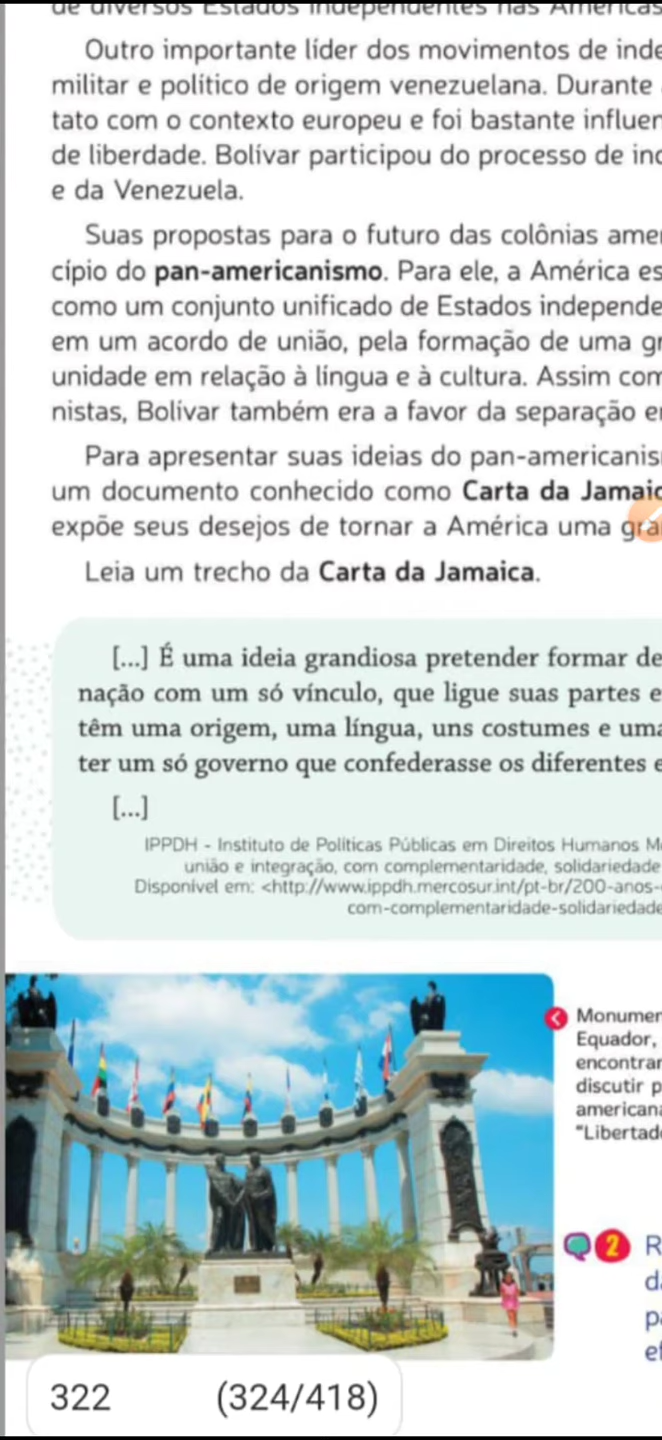 de diversos Estados independentes nas Américas
Outro importante líder dos movimentos de inde
militar e político de origem venezuelana. Durante
tato com o contexto europeu e foi bastante influen
de liberdade. Bolívar participou do processo de ind
e da Venezuela.
Suas propostas para o futuro das colônias amer
cípio do pan-americanismo. Para ele, a América es
como um conjunto unificado de Estados independe
em um acordo de união, pela formação de uma gr
unidade em relação à língua e à cultura. Assim com
nistas, Bolívar também era a favor da separação en
Para apresentar suas ideias do pan-americanis
um documento conhecido como Carta da Jamaic
expõe seus desejos de tornar a América uma gra
Leia um trecho da Carta da Jamaica.
[...] É uma ideia grandiosa pretender formar de
nação com um só vínculo, que ligue suas partes e
têm uma origem, uma língua, uns costumes e uma
ter um só governo que confederasse os diferentes e
[...]
IPPDH - Instituto de Políticas Públicas em Direitos Humanos M
união e integração, com complementaridade, solidariedade
Disponível em: <http://www.ippdh.mercosur.int/pt-br/200-anos-
com-complementaridade-solidariedade
Monumen
Equador,
encontrar
discutir p
american
"Libertad
2 R
d
p
ef
322 (324/418)